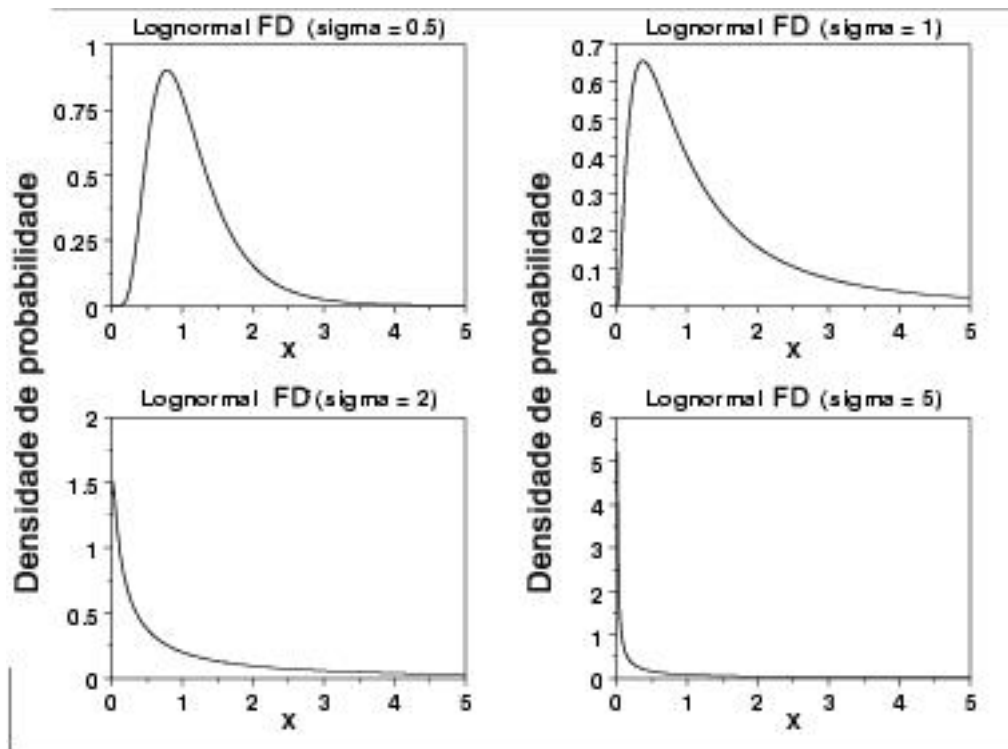 Lognormal FD (sigma = 0.5)
1
0.75
0.5
0.25
0
0 1 2 3 4 5
X
Densidade de probabilidade
Lognormal FD (sigma = 1)
0.7
0.6
0.5
0.4
0.3
0.2
0.1
0
0 1 2 3 4 5
X
Densidade de probabilidade
Lognormal FD (sigma = 2)
2
1.5
1
0.5
0
0 1 2 3 4 5
X
Lognormal FD (sigma = 5)
6
5
4
3
2
1
0
0 1 2 3 4 5
X